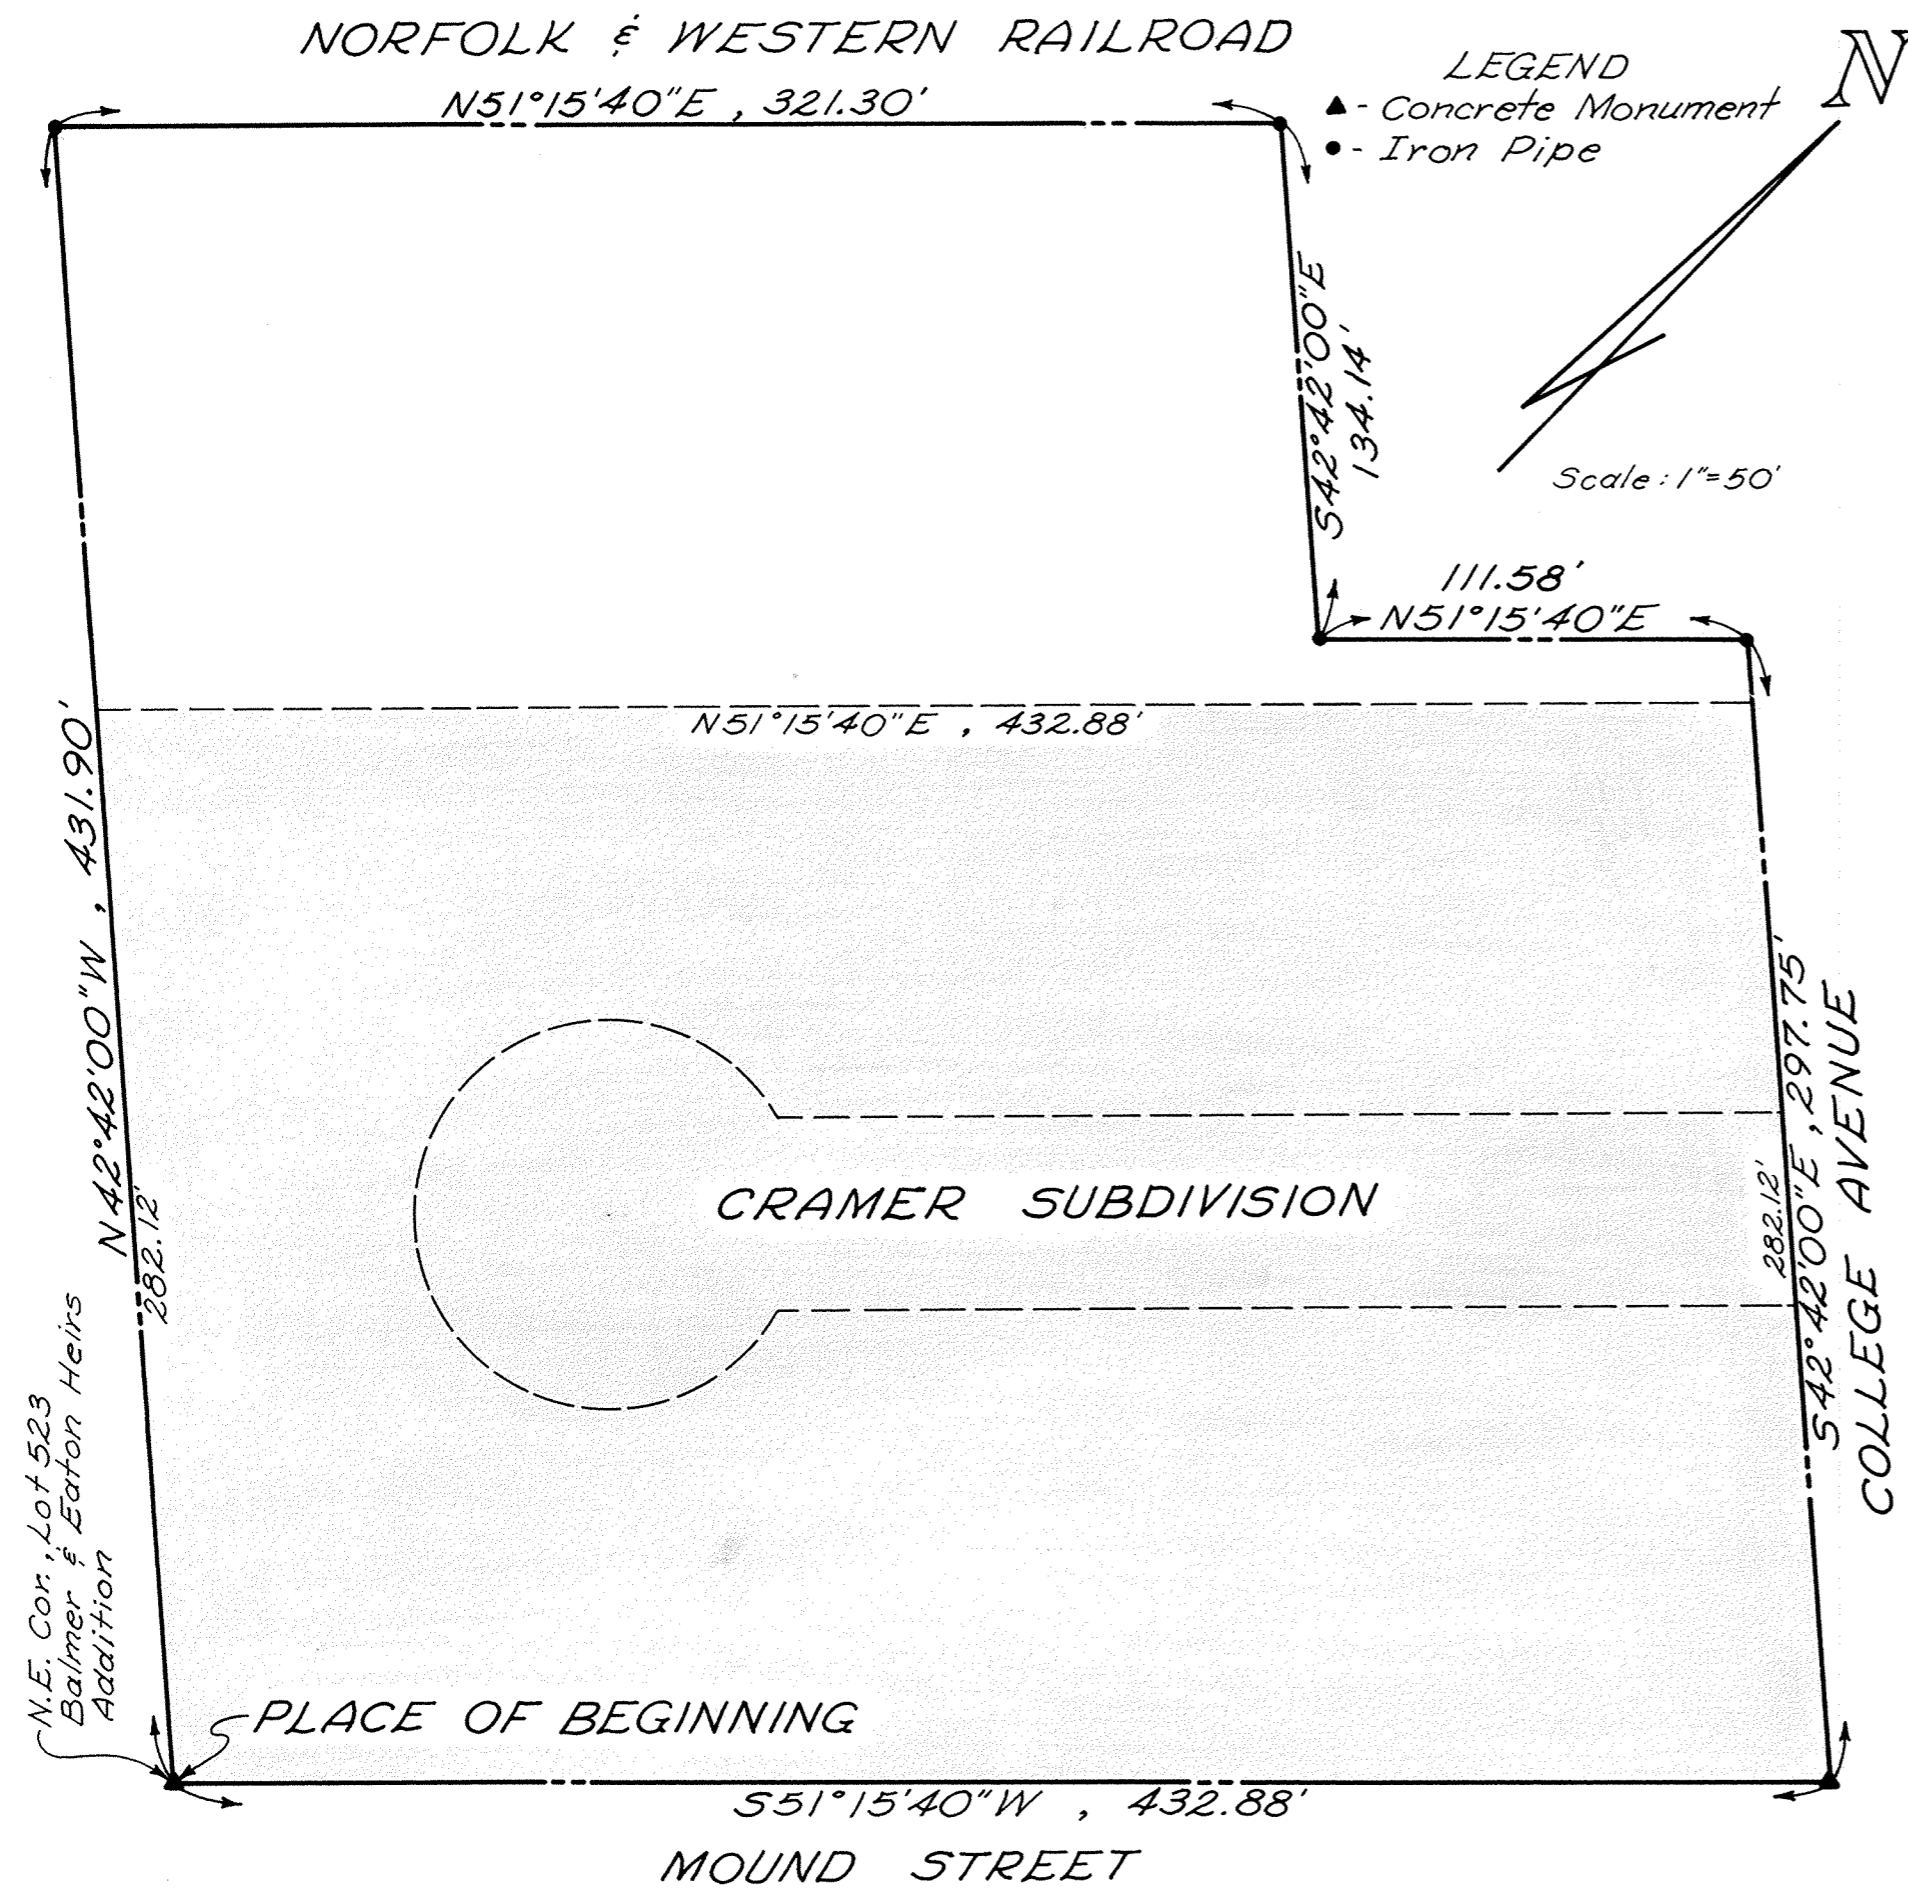 NORFOLK & WESTERN RAILROAD
N51°15'40"E , 321.30'
LEGEND
▲ - Concrete Monument
● - Iron Pipe
N
S42°42'00"E
134.14'
Scale : 1"=50'
111.58'
N51°15'40"E
N51°15'40"E , 432.88'
N42°42'00"W , 431.90'
282.12'
CRAMER SUBDIVISION
282.12'
S42°42'00"E , 297.75'
COLLEGE AVENUE
N.E. Cor., Lot 523
Balmer & Eaton Heirs
Addition
PLACE OF BEGINNING
S51°15'40"W , 432.88'
MOUND STREET